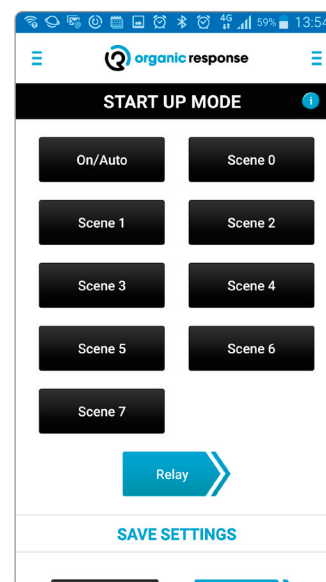 4G 59% 13:54
organic response
START UP MODE i
On/Auto Scene 0
Scene 1 Scene 2
Scene 3 Scene 4
Scene 5 Scene 6
Scene 7
Relay
SAVE SETTINGS